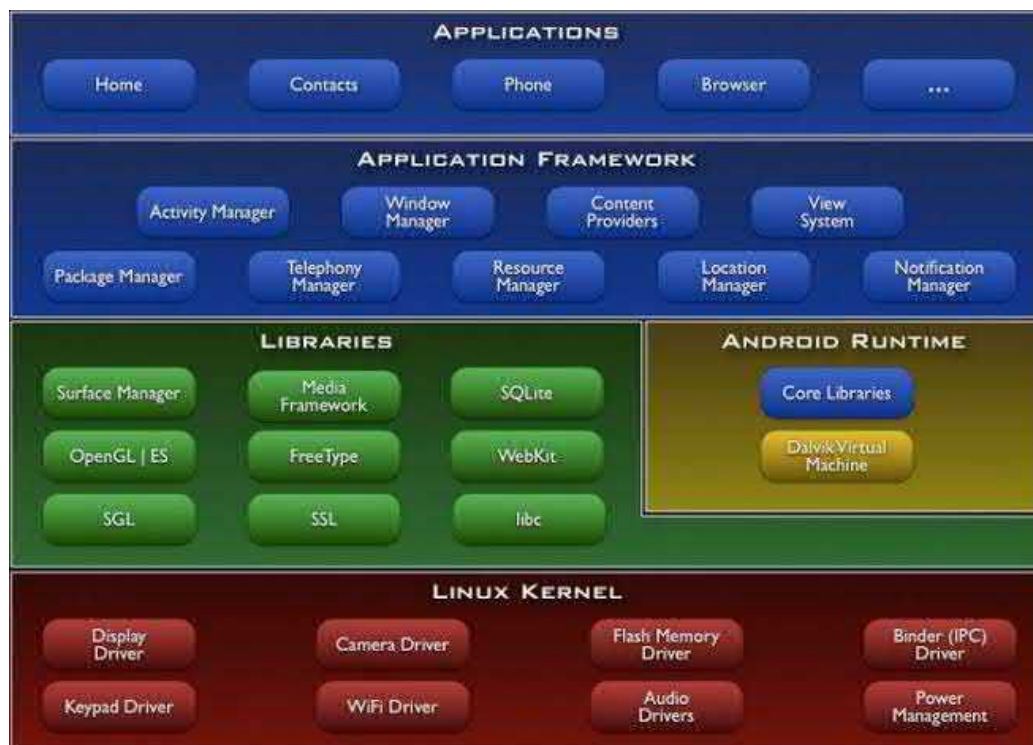 APPLICATIONS
Home
Contacts
Phone
Browser
...
APPLICATION FRAMEWORK
Activity Manager
Window
Manager
Content
Providers
View
System
Package Manager
Telephony
Manager
Resource
Manager
Location
Manager
Notification
Manager
LIBRARIES
Surface Manager
Media
Framework
SQLite
OpenGL | ES
FreeType
WebKit
SGL
SSL
libc
ANDROID RUNTIME
Core Libraries
Dalvik Virtual
Machine
LINUX KERNEL
Display
Driver
Camera Driver
Flash Memory
Driver
Binder (IPC)
Driver
Keypad Driver
WiFi Driver
Audio
Drivers
Power
Management